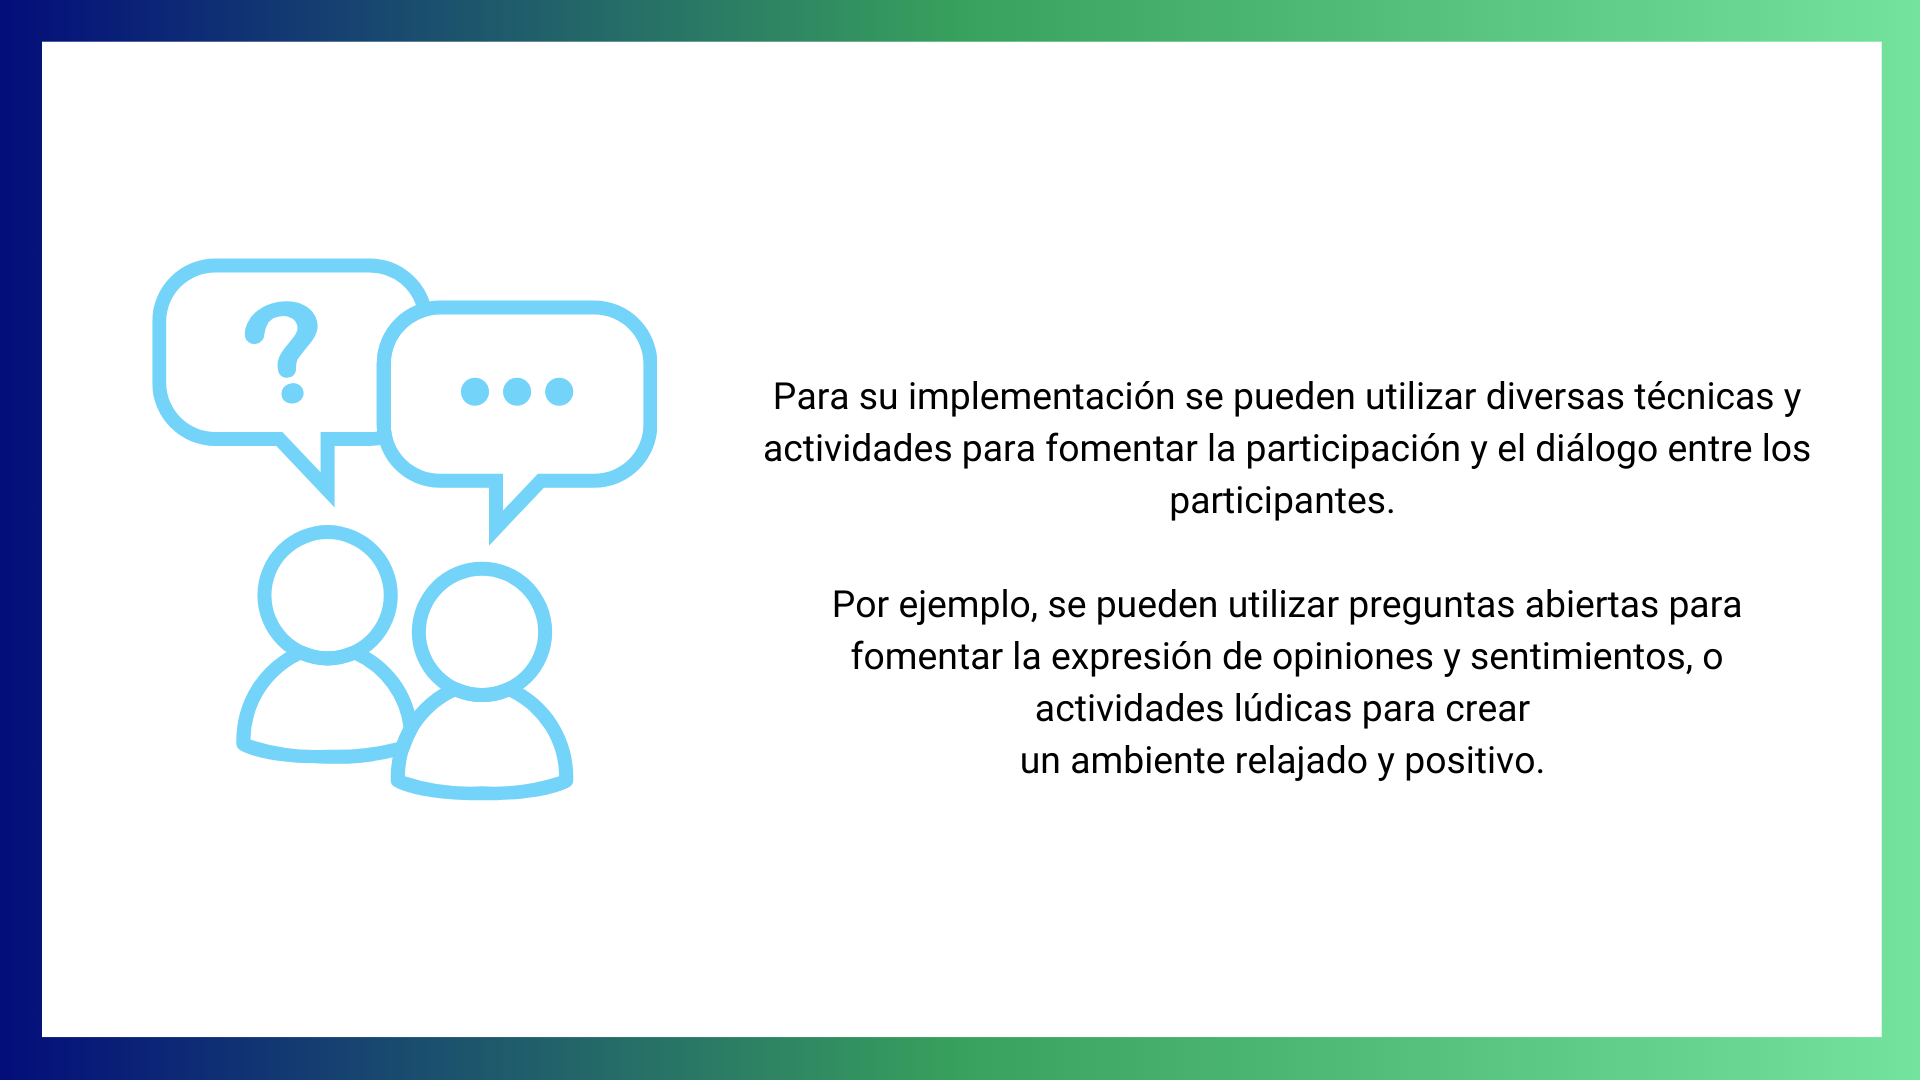 ?
Para su implementación se pueden utilizar diversas técnicas y
actividades para fomentar la participación y el diálogo entre los
participantes.
Por ejemplo, se pueden utilizar preguntas abiertas para
fomentar la expresión de opiniones y sentimientos, o
actividades lúdicas para crear
un ambiente relajado y positivo.